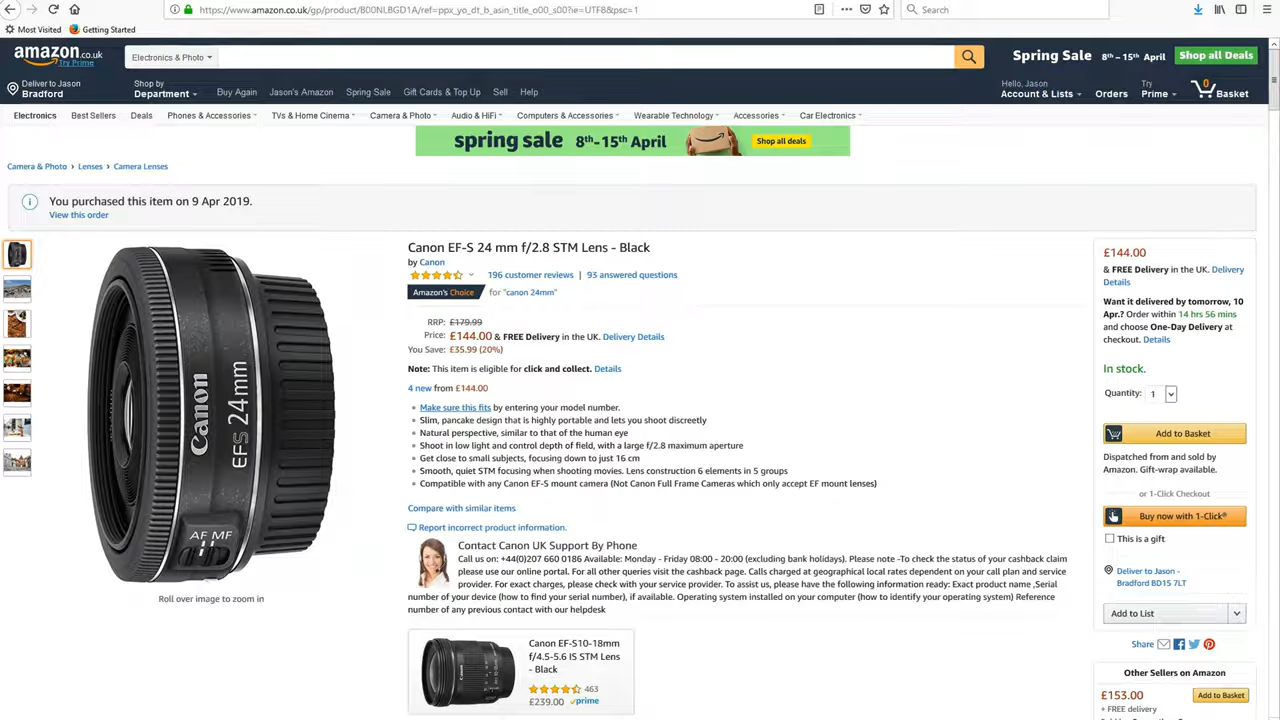 https://www.amazon.co.uk/gp/product/B00NLBGD1A/ref=ppx_yo_dt_b_asin_title_o00_s00?ie=UTF8&psc=1
Search
Most Visited Getting Started
amazon.co.uk
Try Prime
Electronics & Photo
Spring Sale 8th – 15th April Shop all Deals
Deliver to Jason
Bradford
Shop by
Department
Buy Again Jason's Amazon Spring Sale Gift Cards & Top Up Sell Help
Hello, Jason
Account & Lists
Orders
Try
Prime
0
Basket
Electronics Best Sellers Deals Phones & Accessories TVs & Home Cinema Camera & Photo Audio & HiFi Computers & Accessories Wearable Technology Accessories Car Electronics
spring sale 8th-15th April Shop all deals
Camera & Photo › Lenses › Camera Lenses
You purchased this item on 9 Apr 2019.
View this order
Canon
EFS 24mm
AF MF
Roll over image to zoom in
Canon EF-S 24 mm f/2.8 STM Lens - Black
by Canon
196 customer reviews | 93 answered questions
Amazon's Choice for "canon 24mm"
RRP: £179.99
Price: £144.00 & FREE Delivery in the UK. Delivery Details
You Save: £35.99 (20%)
Note: This item is eligible for click and collect. Details
4 new from £144.00
Make sure this fits by entering your model number.
Slim, pancake design that is highly portable and lets you shoot discreetly
Natural perspective, similar to that of the human eye
Shoot in low light and control depth of field, with a large f/2.8 maximum aperture
Get close to small subjects, focusing down to just 16 cm
Smooth, quiet STM focusing when shooting movies. Lens construction 6 elements in 5 groups
Compatible with any Canon EF-S mount camera (Not Canon Full Frame Cameras which only accept EF mount lenses)
Compare with similar items
Report incorrect product information.
Contact Canon UK Support By Phone
Call us on: +44(0)207 660 0186 Available: Monday - Friday 08:00 - 20:00 (excluding bank holidays). Please note -To check the status of your cashback claim
please use our online portal. For all other queries visit the cashback page. Calls charged at geographical local rates dependent on your call plan and service
provider. For exact charges, please check with your service provider. To assist us, please have the following information ready: Exact product name ,Serial
number of your device (how to find your serial number), if available. Operating system installed on your computer (how to identify your operating system) Reference
number of any previous contact with our helpdesk
Canon EF-S10-18mm
f/4.5-5.6 IS STM Lens
- Black
463
£239.00 prime
£144.00
& FREE Delivery in the UK. Delivery
Details
Want it delivered by tomorrow, 10
Apr.? Order within 14 hrs 56 mins
and choose One-Day Delivery at
checkout. Details
In stock.
Quantity: 1
Add to Basket
Dispatched from and sold by
Amazon. Gift-wrap available.
or 1-Click Checkout
Buy now with 1-Click®
This is a gift
Deliver to Jason -
Bradford BD15 7LT
Add to List
Share
Other Sellers on Amazon
£153.00 Add to Basket
+ FREE delivery